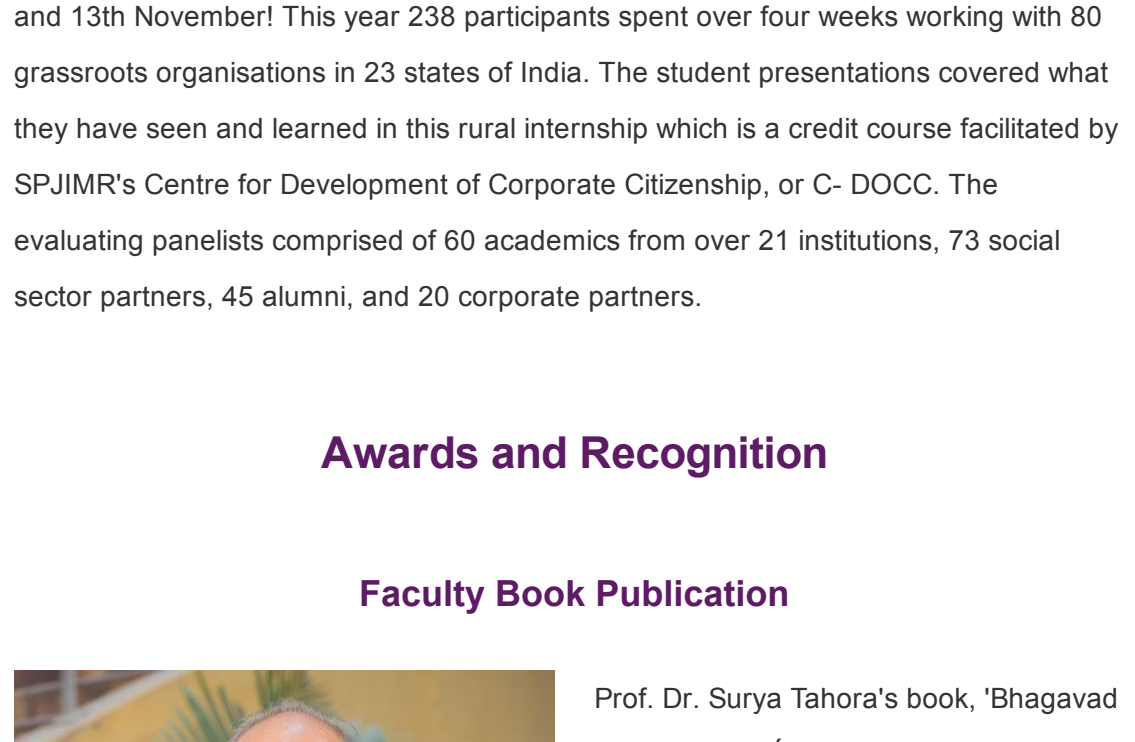 and 13th November! This year 238 participants spent over four weeks working with 80
grassroots organisations in 23 states of India. The student presentations covered what
they have seen and learned in this rural internship which is a credit course facilitated by
SPJIMR's Centre for Development of Corporate Citizenship, or C- DOCC. The
evaluating panelists comprised of 60 academics from over 21 institutions, 73 social
sector partners, 45 alumni, and 20 corporate partners.
Awards and Recognition
Faculty Book Publication
Prof. Dr. Surya Tahora's book, 'Bhagavad